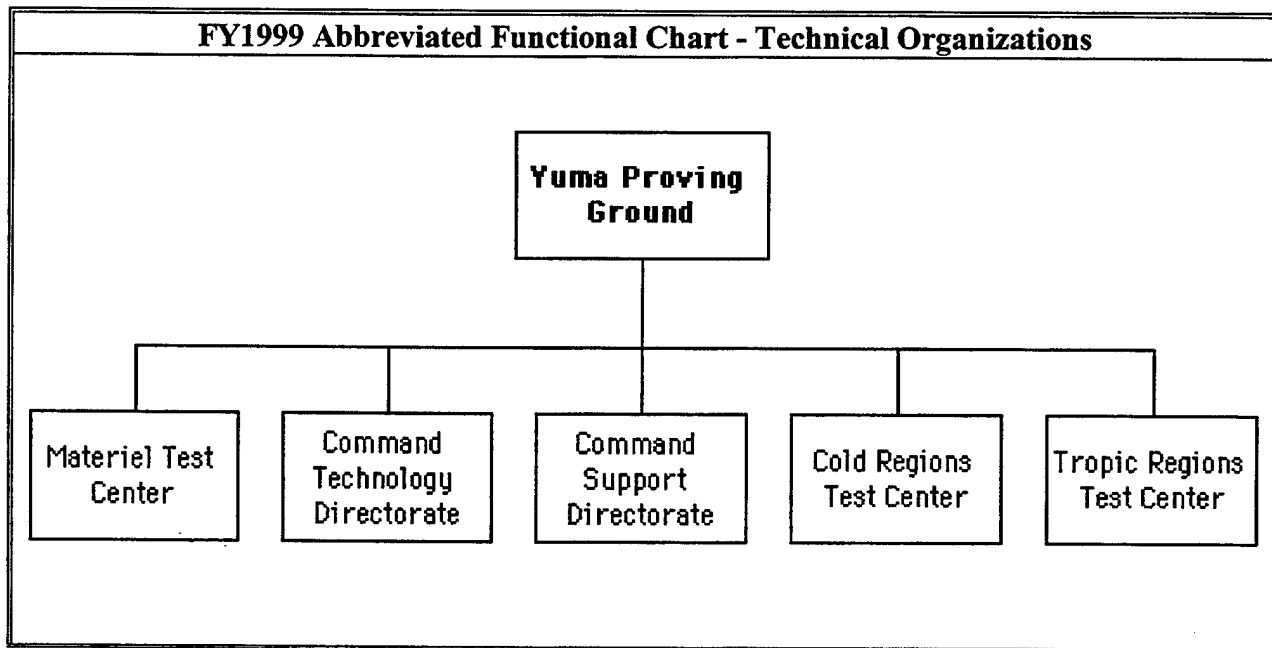 FY1999 Abbreviated Functional Chart - Technical Organizations
Yuma Proving
Ground
Materiel Test
Center
Command
Technology
Directorate
Command
Support
Directorate
Cold Regions
Test Center
Tropic Regions
Test Center